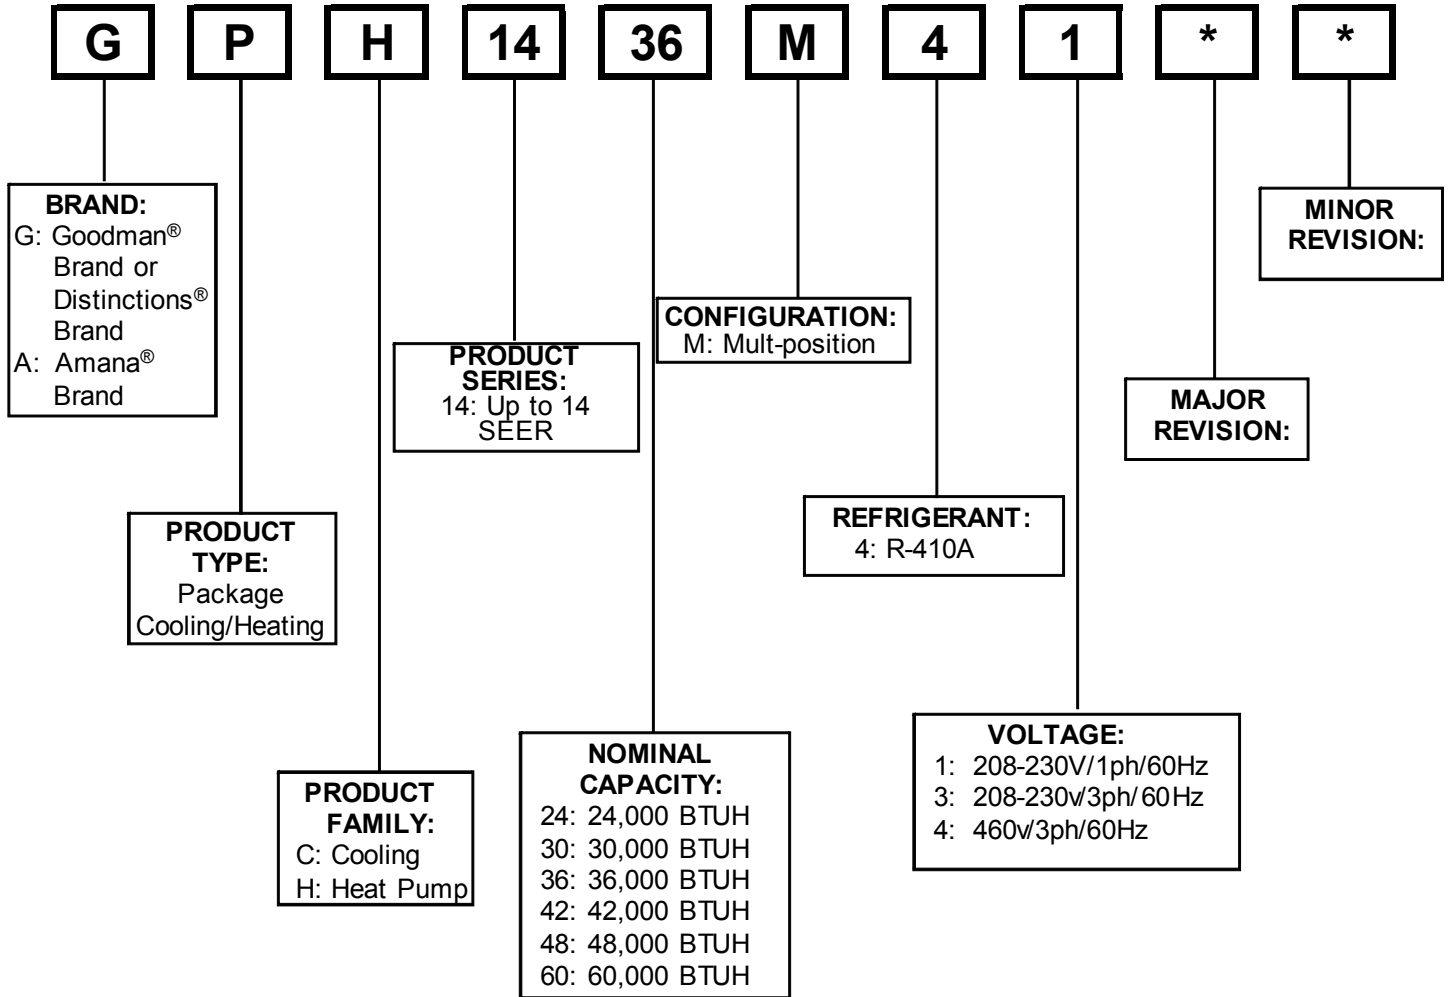 G P H 14 36 M 4 1 * *
BRAND:
G: Goodman®
Brand or
Distinctions®
Brand
A: Amana®
Brand
PRODUCT
TYPE:
Package
Cooling/Heating
PRODUCT
FAMILY:
C: Cooling
H: Heat Pump
PRODUCT
SERIES:
14: Up to 14
SEER
NOMINAL
CAPACITY:
24: 24,000 BTUH
30: 30,000 BTUH
36: 36,000 BTUH
42: 42,000 BTUH
48: 48,000 BTUH
60: 60,000 BTUH
CONFIGURATION:
M: Mult-position
REFRIGERANT:
4: R-410A
VOLTAGE:
1: 208-230V/1ph/60Hz
3: 208-230v/3ph/60Hz
4: 460v/3ph/60Hz
MAJOR
REVISION:
MINOR
REVISION: